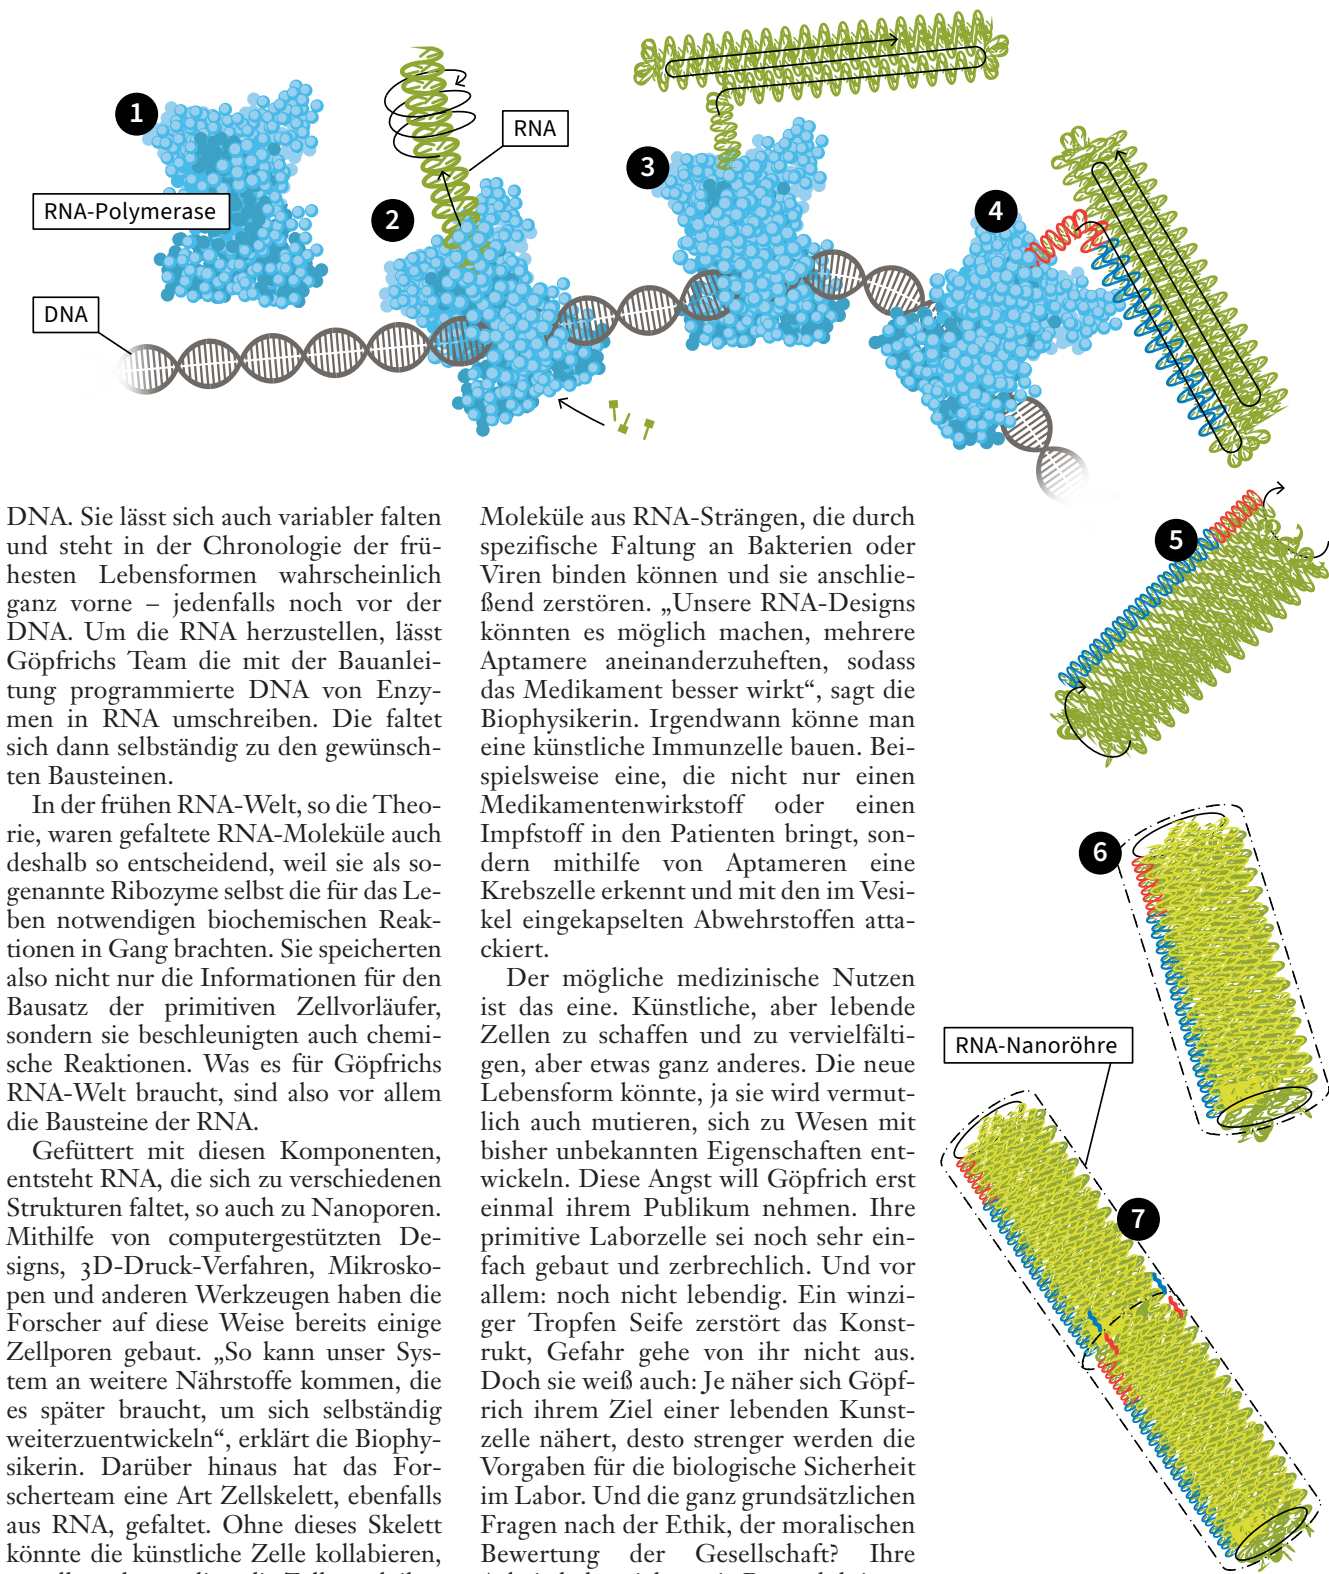 1
2
RNA
3
4
RNA-Polymerase
DNA
5
6
RNA-Nanoröhre
7
DNA. Sie lässt sich auch variabler falten
und steht in der Chronologie der frü-
hesten Lebensformen wahrscheinlich
ganz vorne – jedenfalls noch vor der
DNA. Um die RNA herzustellen, lässt
Göpfrichs Team die mit der Bauanlei-
tung programmierte DNA von Enzy-
men in RNA umschreiben. Die faltet
sich dann selbständig zu den gewünsch-
ten Bausteinen.
In der frühen RNA-Welt, so die Theo-
rie, waren gefaltete RNA-Moleküle auch
deshalb so entscheidend, weil sie als so-
genannte Ribozyme selbst die für das Le-
ben notwendigen biochemischen Reak-
tionen in Gang brachten. Sie speicherten
also nicht nur die Informationen für den
Bausatz der primitiven Zellvorläufer,
sondern sie beschleunigten auch chemi-
sche Reaktionen. Was es für Göpfrichs
RNA-Welt braucht, sind also vor allem
die Bausteine der RNA.
Gefüttert mit diesen Komponenten,
entsteht RNA, die sich zu verschiedenen
Strukturen faltet, so auch zu Nanoporen.
Mithilfe von computergestützten De-
signs, 3D-Druck-Verfahren, Mikrosko-
pen und anderen Werkzeugen haben die
Forscher auf diese Weise bereits einige
Zellporen gebaut. „So kann unser Sys-
tem an weitere Nährstoffe kommen, die
es später braucht, um sich selbständig
weiterzuentwickeln“, erklärt die Biophy-
sikerin. Darüber hinaus hat das For-
scherteam eine Art Zellskelett, ebenfalls
aus RNA, gefaltet. Ohne dieses Skelett
könnte die künstliche Zelle kollabieren,
Moleküle aus RNA-Strängen, die durch
spezifische Faltung an Bakterien oder
Viren binden können und sie anschlie-
ßend zerstören. „Unsere RNA-Designs
könnten es möglich machen, mehrere
Aptamere aneinanderzuheften, sodass
das Medikament besser wirkt“, sagt die
Biophysikerin. Irgendwann könne man
eine künstliche Immunzelle bauen. Bei-
spielsweise eine, die nicht nur einen
Medikamentenwirkstoff oder einen
Impfstoff in den Patienten bringt, son-
dern mithilfe von Aptameren eine
Krebszelle erkennt und mit den im Vesi-
kel eingekapselten Abwehrstoffen atta-
ckiert.
Der mögliche medizinische Nutzen
ist das eine. Künstliche, aber lebende
Zellen zu schaffen und zu vervielfälti-
gen, aber etwas ganz anderes. Die neue
Lebensform könnte, ja sie wird vermut-
lich auch mutieren, sich zu Wesen mit
bisher unbekannten Eigenschaften ent-
wickeln. Diese Angst will Göpfrich erst
einmal ihrem Publikum nehmen. Ihre
primitive Laborzelle sei noch sehr ein-
fach gebaut und zerbrechlich. Und vor
allem: noch nicht lebendig. Ein winzi-
ger Tropfen Seife zerstört das Konst-
rukt, Gefahr gehe von ihr nicht aus.
Doch sie weiß auch: Je näher sich Göpf-
rich ihrem Ziel einer lebenden Kunst-
zelle nähert, desto strenger werden die
Vorgaben für die biologische Sicherheit
im Labor. Und die ganz grundsätzlichen
Fragen nach der Ethik, der moralischen
Bewertung der Gesellschaft? Ihre